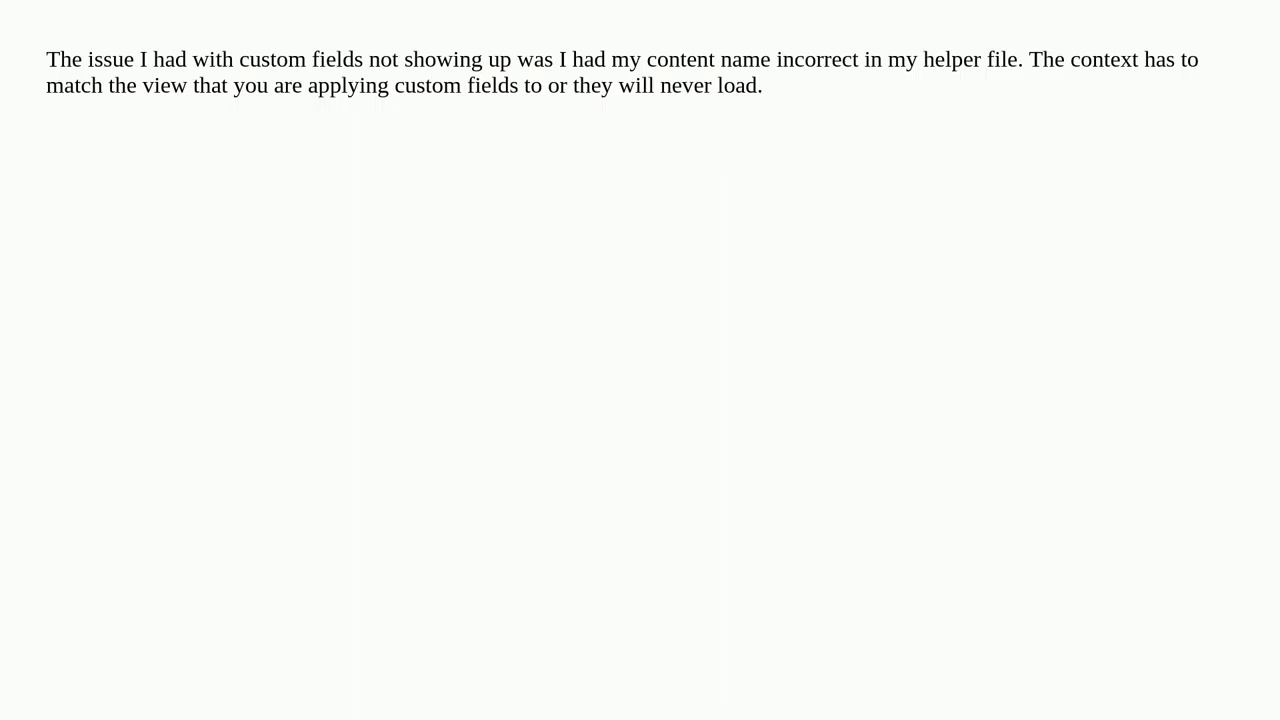 The issue I had with custom fields not showing up was I had my content name incorrect in my helper file. The context has to
match the view that you are applying custom fields to or they will never load.